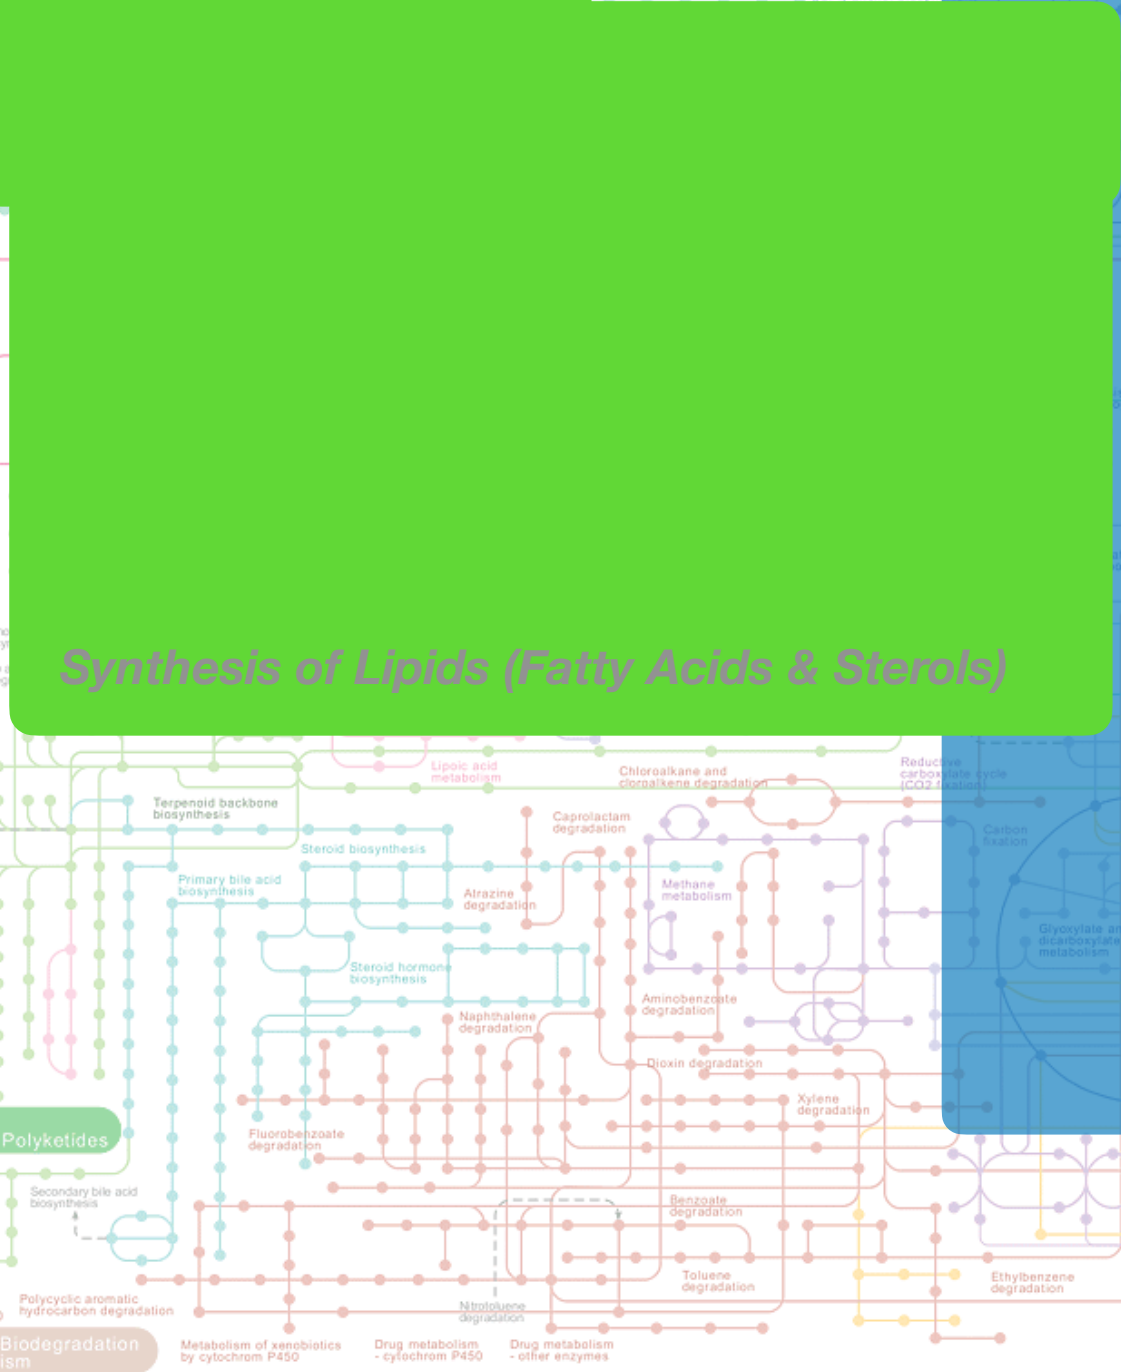 Synthesis of Lipids (Fatty Acids & Sterols)
Lipoic acid
metabolism
Chloroalkane and
cloroalkene degradation
Reductive
carboxylate cycle
(CO2 fixation)
Terpenoid backbone
biosynthesis
Caprolactam
degradation
Carbon
fixation
Steroid biosynthesis
Primary bile acid
biosynthesis
Atrazine
degradation
Methane
metabolism
Glyoxylate an
dicarboxylate
metabolism
Steroid hormone
biosynthesis
Aminobenzoate
degradation
Naphthalene
degradation
Dioxin degradation
Xylene
degradation
Polyketides
Fluorobenzoate
degradation
Secondary bile acid
biosynthesis
Benzoate
degradation
Toluene
degradation
Ethylbenzene
degradation
Polycyclic aromatic
hydrocarbon degradation
Nitrotoluene
degradation
Biodegradation
ism
Metabolism of xenobiotics
by cytochrom P450
Drug metabolism
- cytochrom P450
Drug metabolism
- other enzymes